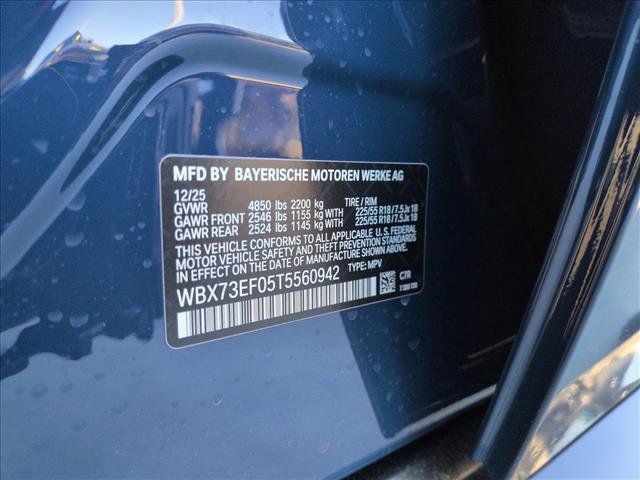 MFD BY BAYERISCHE MOTOREN WERKE AG
12/25
GVWR 4850 lbs 2200 kg TIRE / RIM
GAWR FRONT 2546 lbs 1155 kg WITH 225/55 R18 / 7.5Jx18
GAWR REAR 2524 lbs 1145 kg WITH 225/55 R18 / 7.5Jx18
THIS VEHICLE CONFORMS TO ALL APPLICABLE U.S. FEDERAL
MOTOR VEHICLE SAFETY, BUMPER AND THEFT PREVENTION STANDARDS
IN EFFECT ON THE DATE OF MANUFACTURE SHOWN ABOVE.
WBX73EF05T5560942 TYPE: MPV
C7R